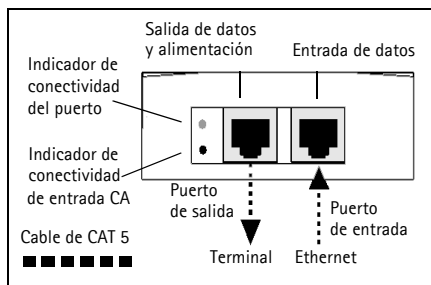 Salida de datos
y alimentación
Entrada de datos
Indicador de
conectividad
del puerto
Indicador de
conectividad
de entrada CA
Puerto
de salida
Puerto
de entrada
Cable de CAT 5
Terminal
Ethernet